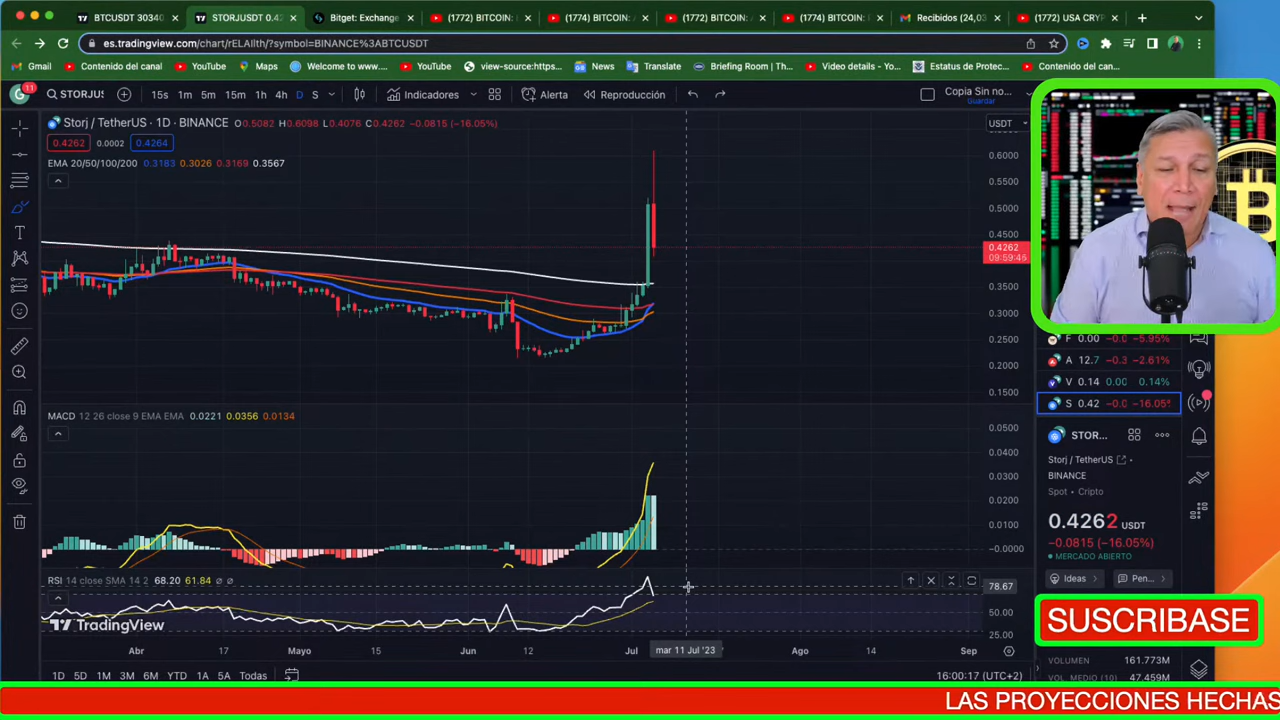 BTCUSDT 30340
STORJUSDT 0.4
Bitget: Exchange
(1772) BITCOIN:
(1774) BITCOIN:
(1772) BITCOIN:
(1774) BITCOIN:
Recibidos (24,0
(1772) USA CRYP
es.tradingview.com/chart/rELAIlth/?symbol=BINANCE%3ABTCUSDT
Gmail
Contenido del canal
YouTube
Maps
Welcome to www....
YouTube
view-source:https...
News
Translate
Briefing Room | Th...
Video details - Yo...
Estatus de Protec...
Contenido del can...
G
11
STORJUS
15s 1m 5m 15m 1h 4h D S
Indicadores
Alerta
Reproducción
Copia Sin no...
Guardar
Storj / TetherUS · 1D · BINANCE O0.5082 H0.6098 −0.0815 (−16.05%)
USDT
0.4262
0.0002
0.4264
EMA 20/50/100/200 0.3183 0.3026 0.3169 0.3567
0.6000
0.5500
0.5000
0.4500
0.4262
09:59:46
0.3500
0.3000
0.2500
0.2000
0.1500
MACD 12 26 close 9 EMA EMA 0.0221 0.0356 0.0134
0.0500
0.0400
0.0300
0.0200
0.0100
−0.0000
RSI 14 close SMA 14 2 68.20 61.84 ø ø
78.67
50.00
25.00
TradingView
Abr 17 Mayo 15 Jun 12 Jul mar 11 Jul '23 Ago 14 Sep
1D 5D 1M 3M 6M YTD 1A 5A Todas
16:00:17 (UTC+2)
F 0.00 −0.0 −5.95%
A 12.7 −0.3 −2.61%
V 0.14 0.00 0.14%
S 0.42 −0.0 −16.05%
STORJ...
Storj / TetherUS
BINANCE
Spot • Cripto
0.4262 USDT
−0.0815 (−16.05%)
MERCADO ABIERTO
Ideas
Pen...
SUSCRIBASE
VOLUMEN 161.773M
VOL. MEDIO (10) 47.459M
LAS PROYECCIONES HECHAS